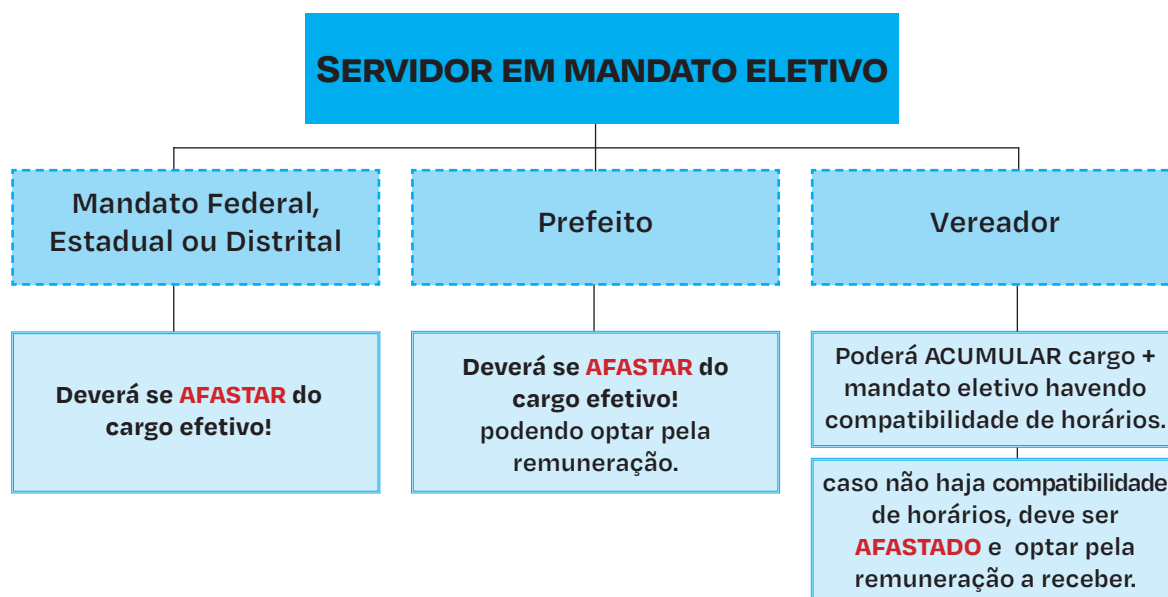 SERVIDOR EM MANDATO ELETIVO
Mandato Federal,
Estadual ou Distrital
Deverá se AFASTAR do
cargo efetivo!
Prefeito
Deverá se AFASTAR do
cargo efetivo!
podendo optar pela
remuneração.
Vereador
Poderá ACUMULAR cargo +
mandato eletivo havendo
compatibilidade de horários.
caso não haja compatibilidade
de horários, deve ser
AFASTADO e optar pela
remuneração a receber.